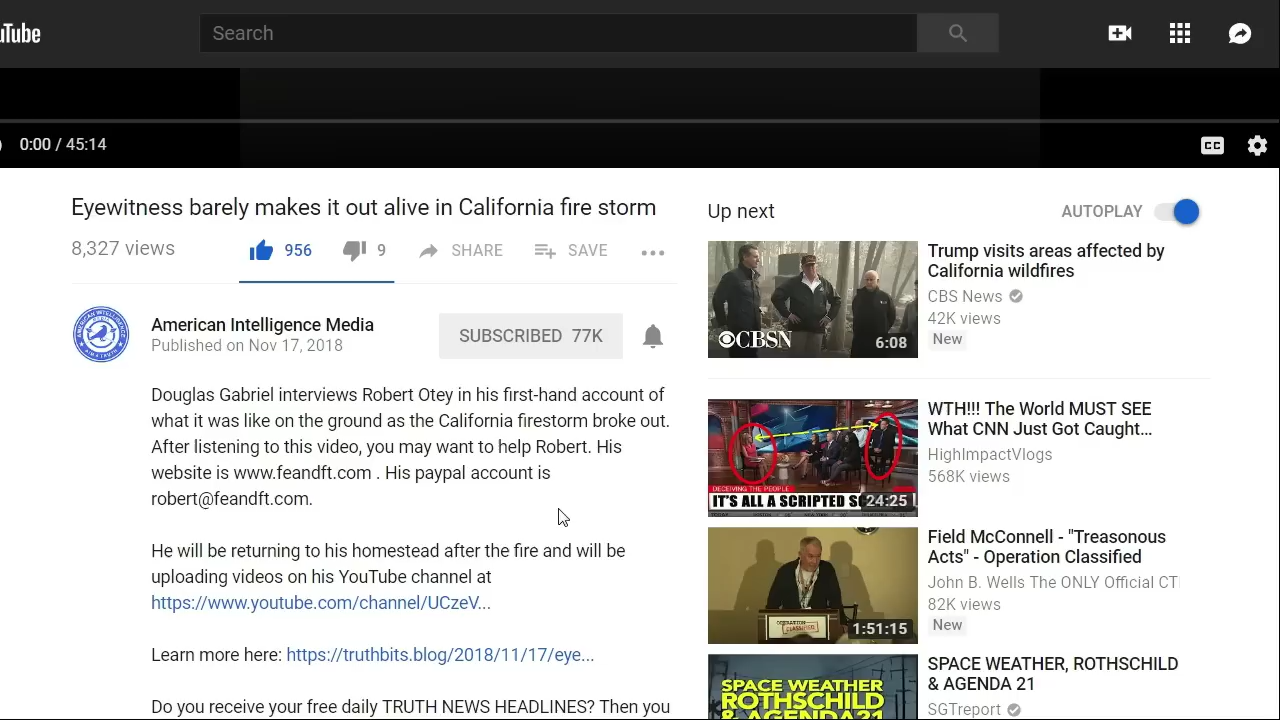 uTube
Search
0:00 / 45:14
CC
Eyewitness barely makes it out alive in California fire storm
8,327 views
956
9
SHARE
SAVE
American Intelligence Media
Published on Nov 17, 2018
SUBSCRIBED 77K
Douglas Gabriel interviews Robert Otey in his first-hand account of
what it was like on the ground as the California firestorm broke out.
After listening to this video, you may want to help Robert. His
website is www.feandft.com . His paypal account is
robert@feandft.com.
He will be returning to his homestead after the fire and will be
uploading videos on his YouTube channel at
https://www.youtube.com/channel/UCzeV...
Learn more here: https://truthbits.blog/2018/11/17/eye...
Do you receive your free daily TRUTH NEWS HEADLINES? Then you
Up next
AUTOPLAY
CBSN
6:08
Trump visits areas affected by
California wildfires
CBS News
42K views
New
DECEIVING THE PEOPLE
IT'S ALL A SCRIPTED S
24:25
WTH!!! The World MUST SEE
What CNN Just Got Caught...
HighImpactVlogs
568K views
OPERATION
CLASSIFIED
1:51:15
Field McConnell - "Treasonous
Acts" - Operation Classified
John B. Wells The ONLY Official CT
82K views
New
SPACE WEATHER
ROTHSCHILD
& AGENDA 21
SPACE WEATHER, ROTHSCHILD
& AGENDA 21
SGTreport